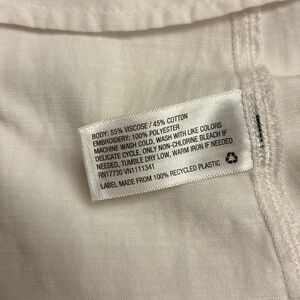 BODY: 55% VISCOSE / 45% COTTON
EMBROIDERY: 100% POLYESTER
MACHINE WASH COLD, WASH WITH LIKE COLORS
DELICATE CYCLE, ONLY NON-CHLORINE BLEACH IF
NEEDED, TUMBLE DRY LOW, WARM IRON IF
NEEDED
RN17730 VN1111341
LABEL MADE FROM 100% RECYCLED PLASTIC